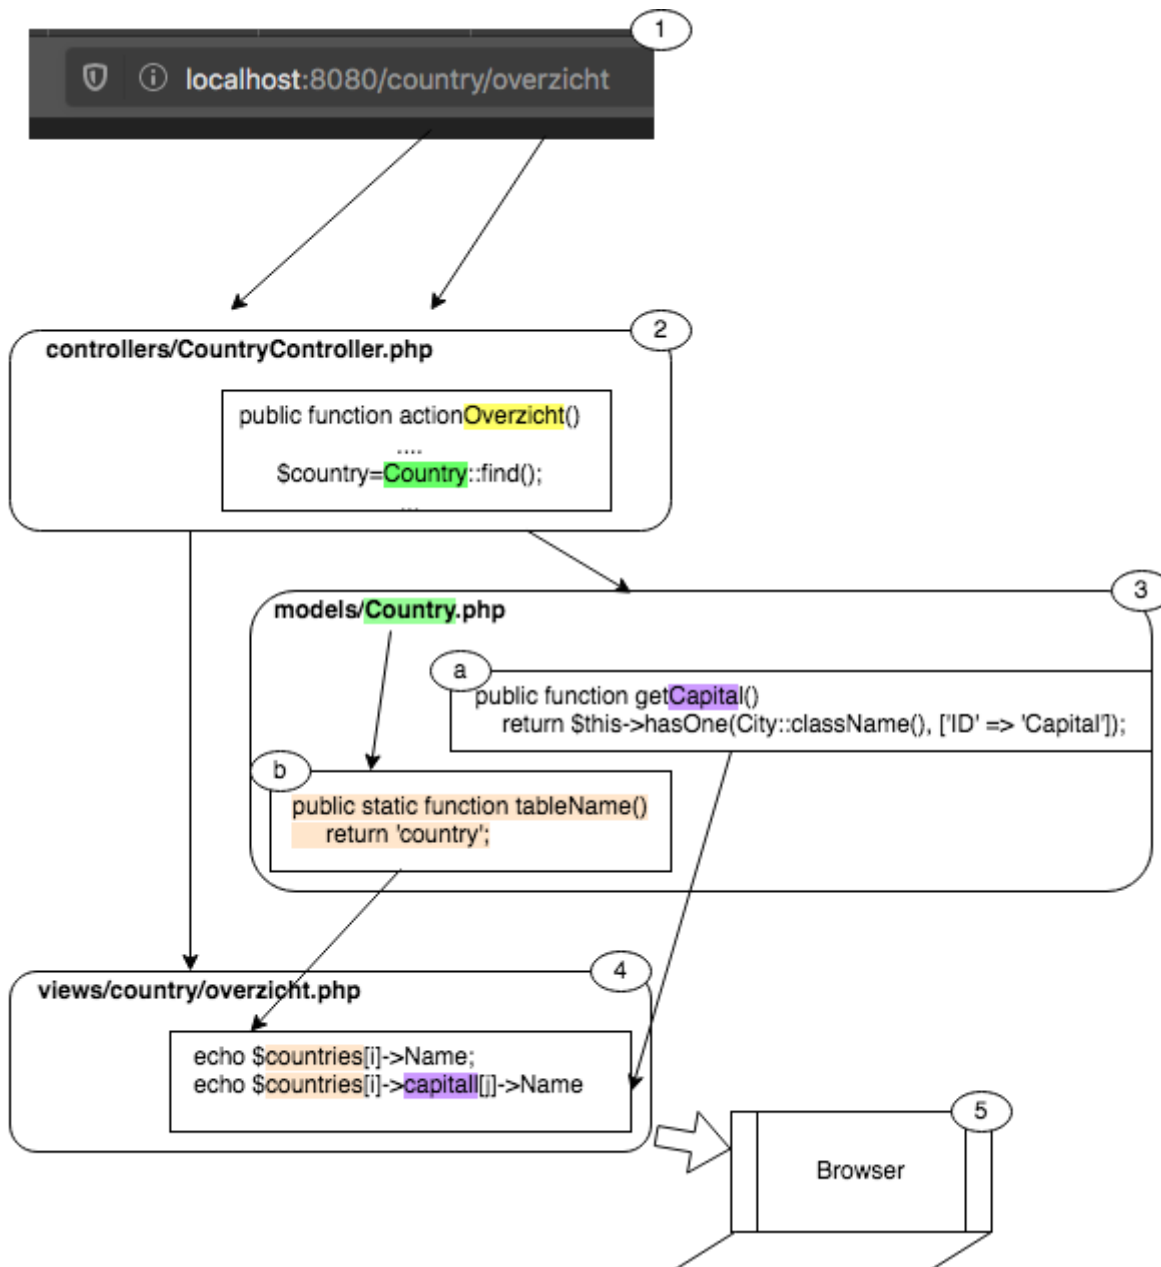 1
localhost:8080/country/overzicht
2
controllers/CountryController.php
public function actionOverzicht()
....
$country=Country::find();
...
3
models/Country.php
a
public function getCapital()
return $this->hasOne(City::className(), ['ID' => 'Capital']);
b
public static function tableName()
return 'country';
4
views/country/overzicht.php
echo $countries[i]->Name;
echo $countries[i]->capitall[j]->Name
5
Browser